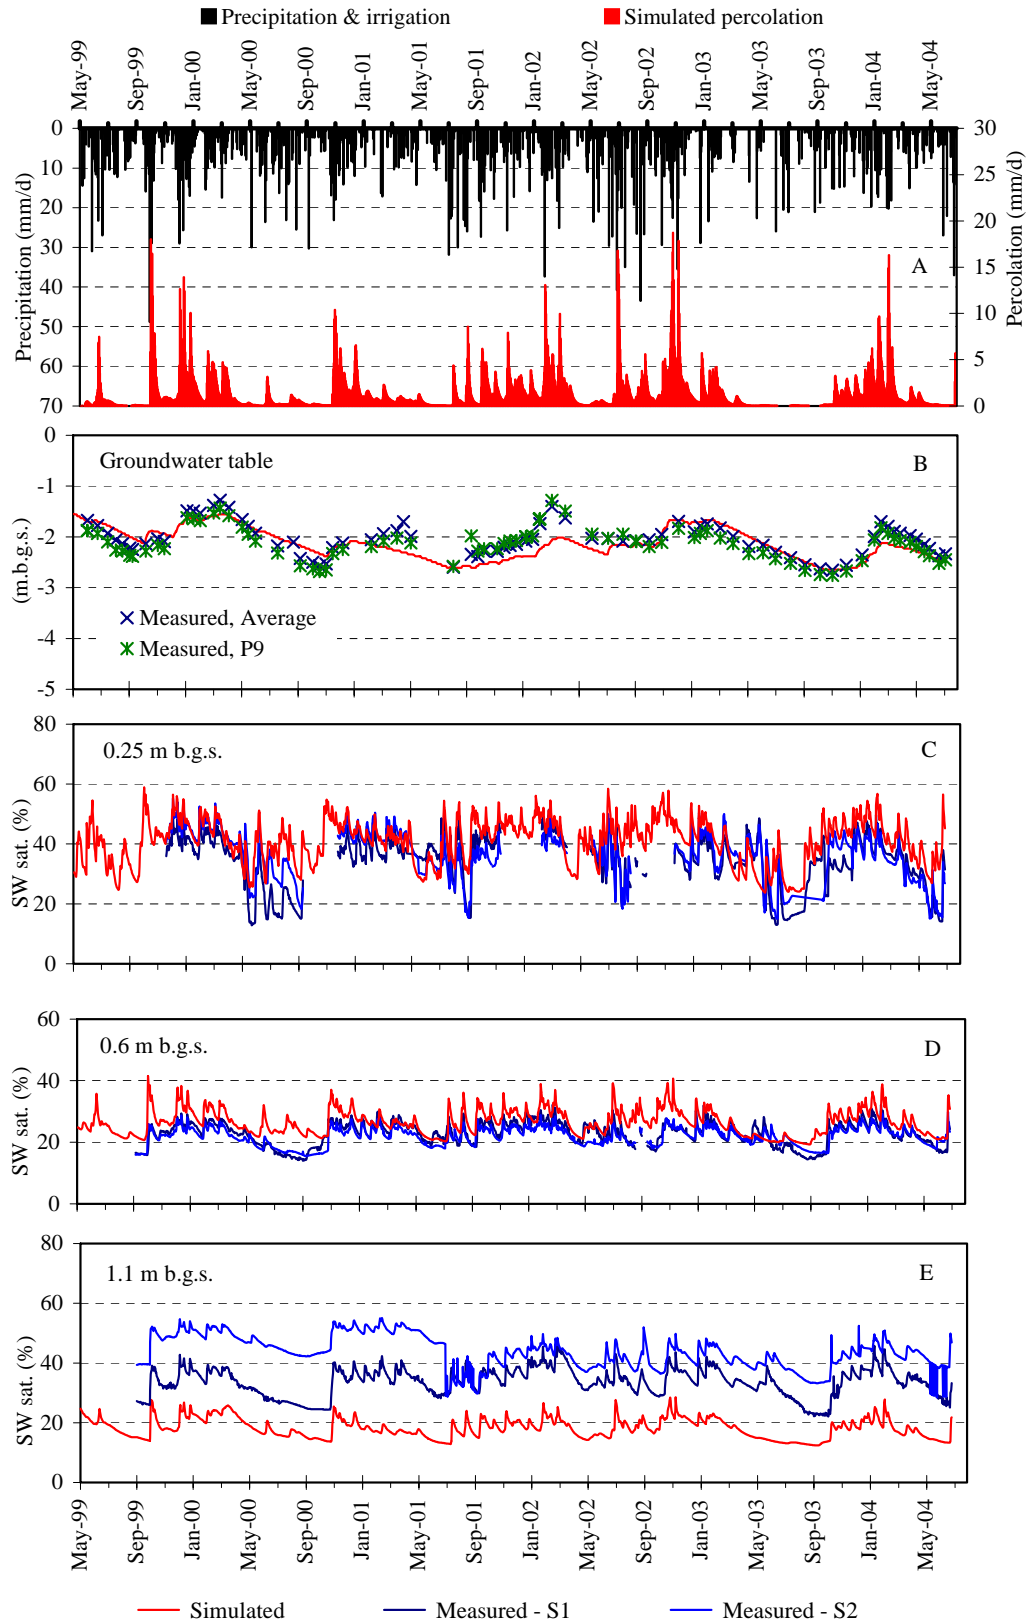 Precipitation & irrigation Simulated percolation
May-99 Sep-99 Jan-00 May-00 Sep-00 Jan-01 May-01 Sep-01 Jan-02 May-02 Sep-02 Jan-03 May-03 Sep-03 Jan-04 May-04
Precipitation (mm/d)
0
10
20
30
40
50
60
70
A
30
25
20
15
10
5
0
Percolation (mm/d)
Groundwater table
B
(m.b.g.s.)
0
-1
-2
-3
-4
-5
Measured, Average
Measured, P9
0.25 m b.g.s.
C
SW sat. (%)
80
60
40
20
0
0.6 m b.g.s.
D
SW sat. (%)
60
40
20
0
1.1 m b.g.s.
E
SW sat. (%)
80
60
40
20
0
May-99 Sep-99 Jan-00 May-00 Sep-00 Jan-01 May-01 Sep-01 Jan-02 May-02 Sep-02 Jan-03 May-03 Sep-03 Jan-04 May-04
Simulated Measured - S1 Measured - S2